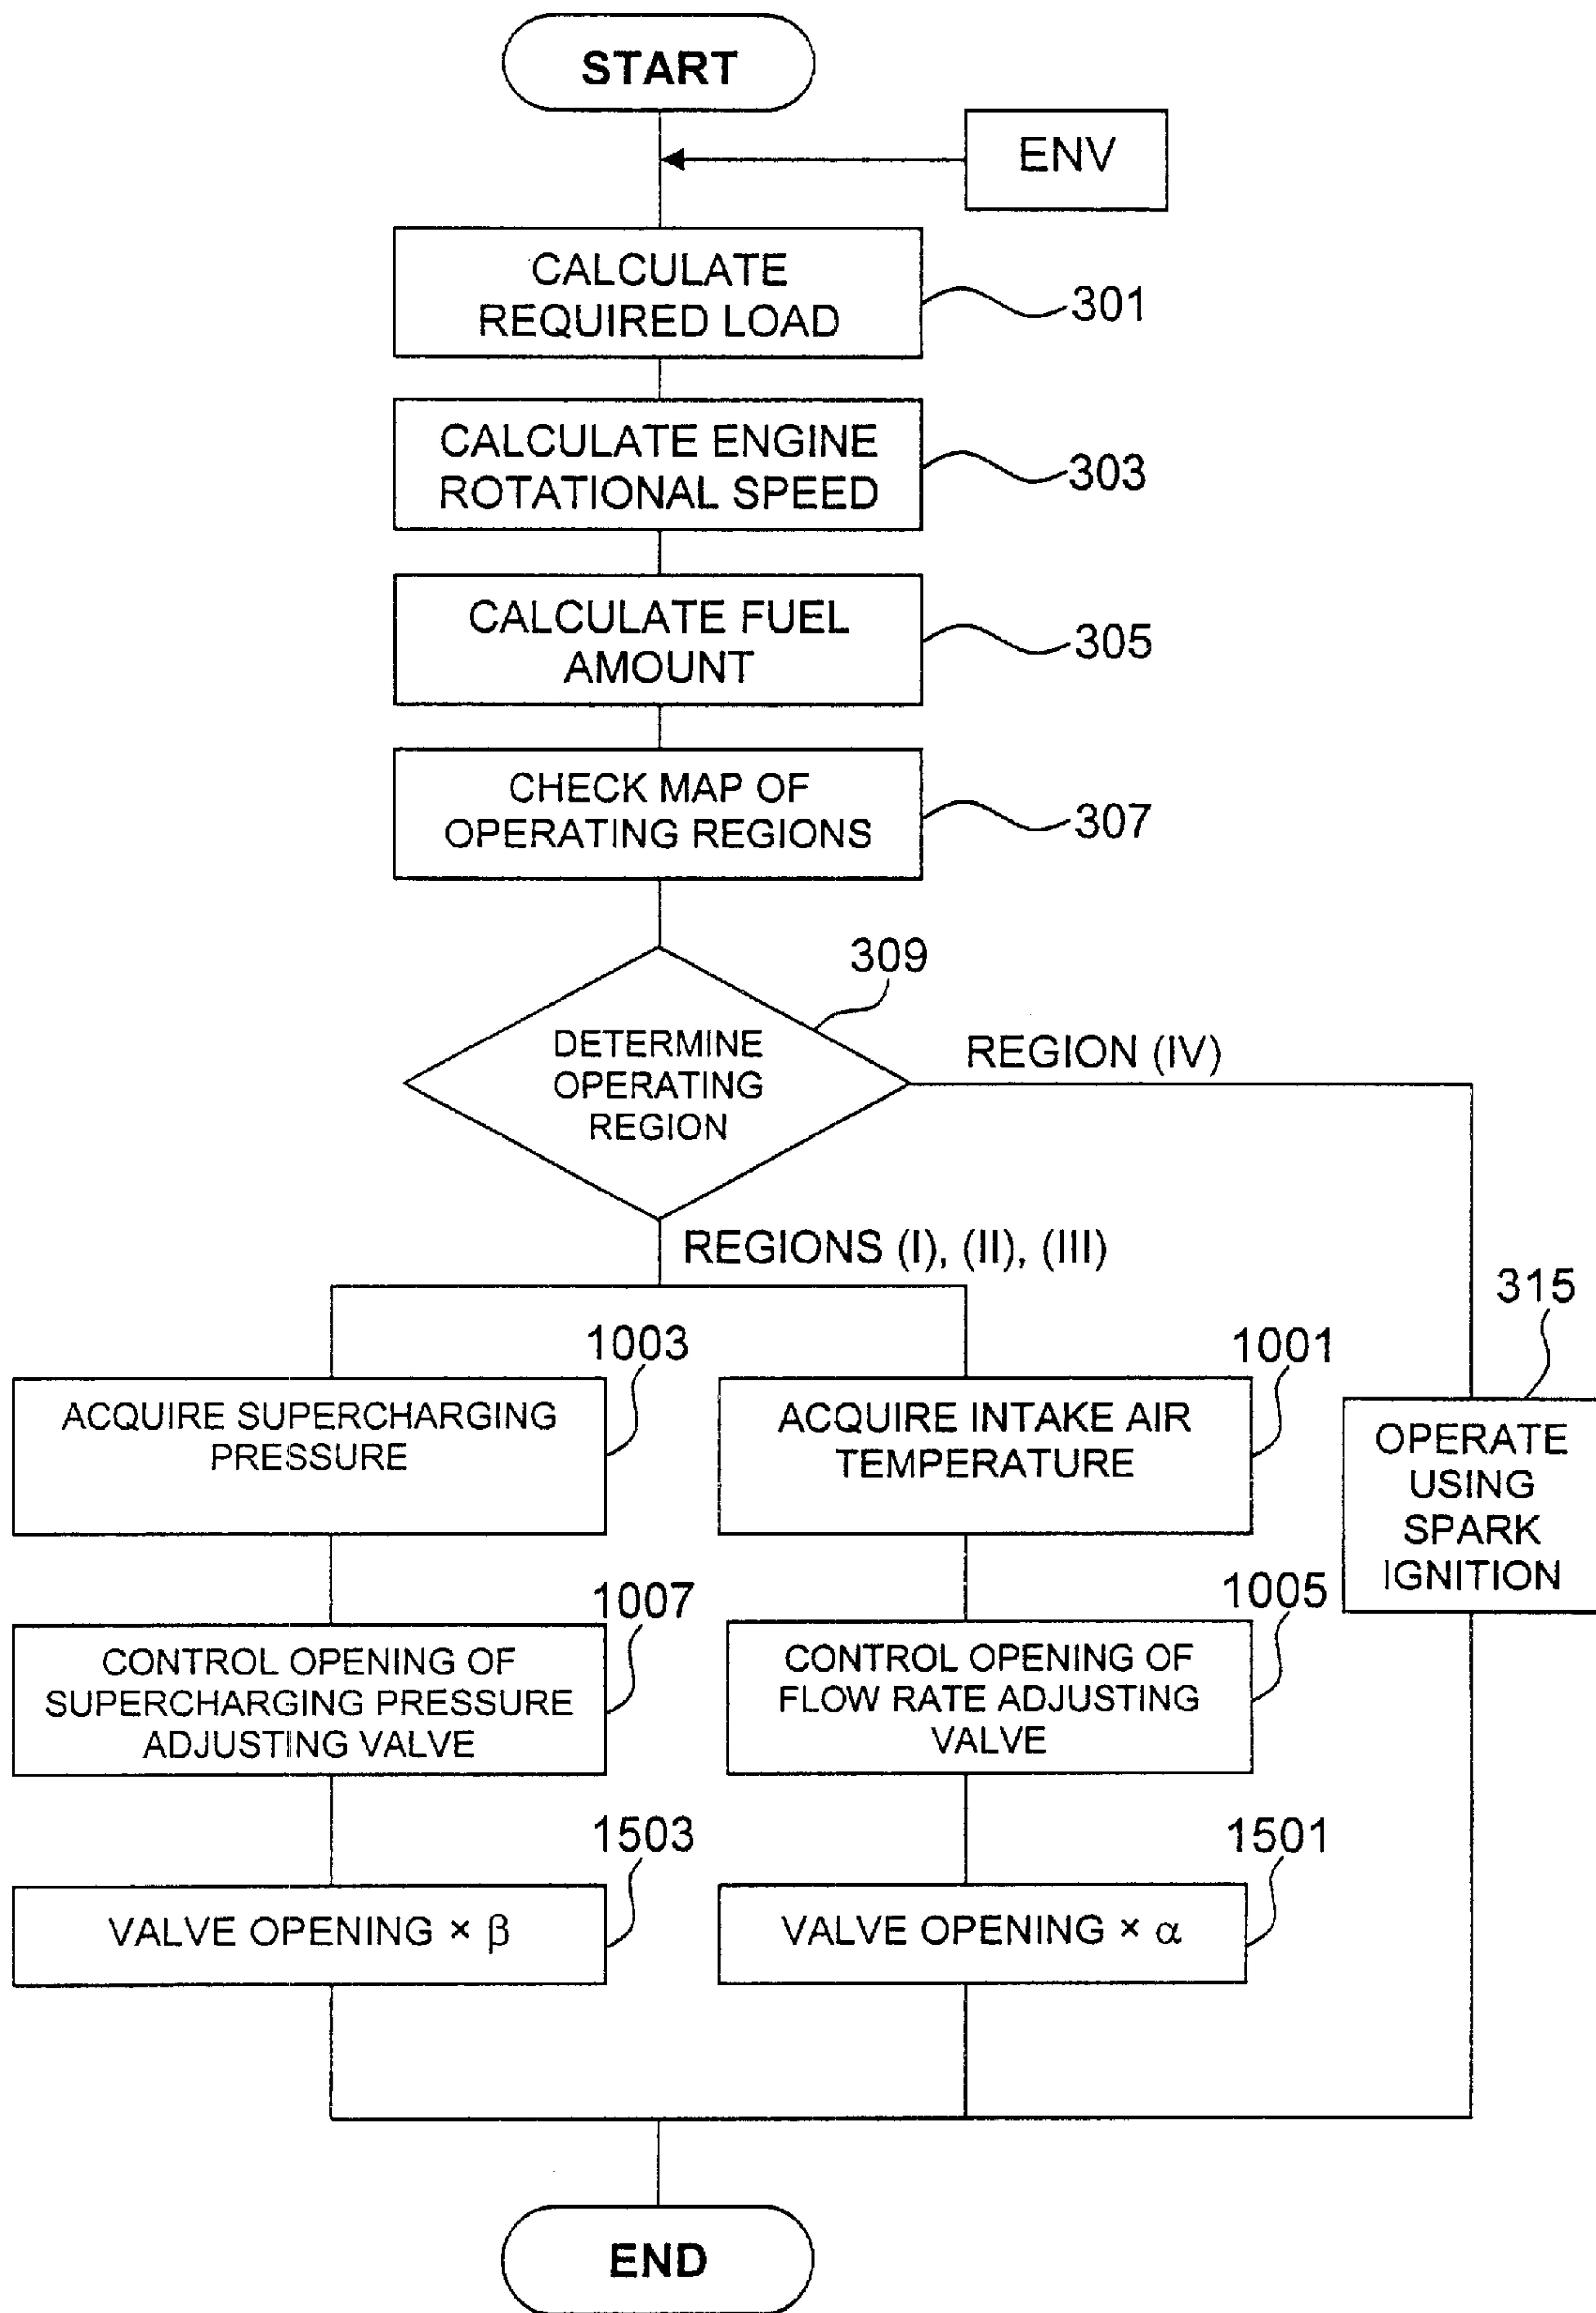 START
ENV
CALCULATE
REQUIRED LOAD
301
CALCULATE ENGINE
ROTATIONAL SPEED
303
CALCULATE FUEL
AMOUNT
305
CHECK MAP OF
OPERATING REGIONS
307
309
DETERMINE
OPERATING
REGION
REGION (IV)
REGIONS (I), (II), (III)
315
1003
1001
ACQUIRE SUPERCHARGING
PRESSURE
ACQUIRE INTAKE AIR
TEMPERATURE
OPERATE
USING
SPARK
IGNITION
1007
1005
CONTROL OPENING OF
SUPERCHARGING PRESSURE
ADJUSTING VALVE
CONTROL OPENING OF
FLOW RATE ADJUSTING
VALVE
1503
1501
VALVE OPENING × β
VALVE OPENING × α
END